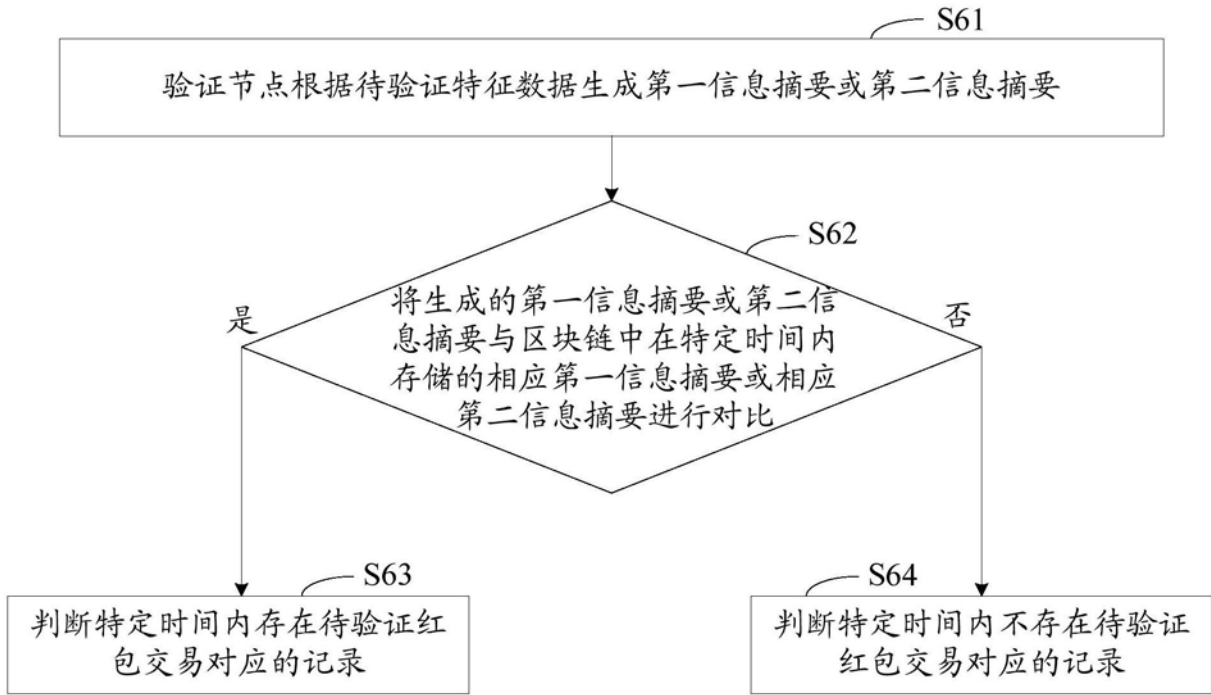 S61
验证节点根据待验证特征数据生成第一信息摘要或第二信息摘要
S62
将生成的第一信息摘要或第二信
息摘要与区块链中在特定时间内
存储的相应第一信息摘要或相应
第二信息摘要进行对比
是
否
S63
判断特定时间内存在待验证红
包交易对应的记录
S64
判断特定时间内不存在待验证
红包交易对应的记录